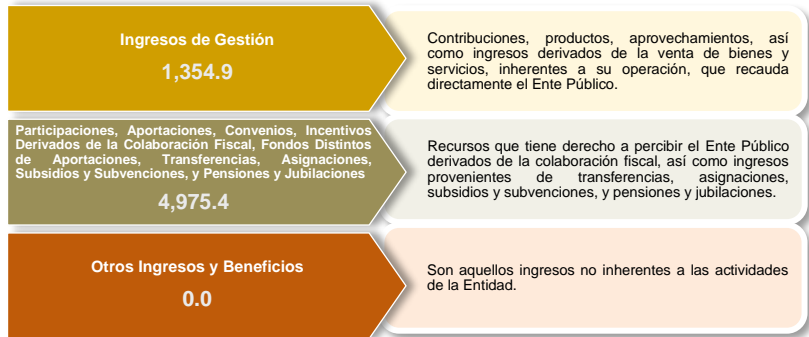 Ingresos de Gestión
1,354.9
Contribuciones, productos, aprovechamientos, así
como ingresos derivados de la venta de bienes y
servicios, inherentes a su operación, que recauda
directamente el Ente Público.
Participaciones, Aportaciones, Convenios, Incentivos
Derivados de la Colaboración Fiscal, Fondos Distintos
de Aportaciones, Transferencias, Asignaciones,
Subsidios y Subvenciones, y Pensiones y Jubilaciones
4,975.4
Recursos que tiene derecho a percibir el Ente Público
derivados de la colaboración fiscal, así como ingresos
provenientes de transferencias, asignaciones,
subsidios y subvenciones, y pensiones y jubilaciones.
Otros Ingresos y Beneficios
0.0
Son aquellos ingresos no inherentes a las actividades
de la Entidad.